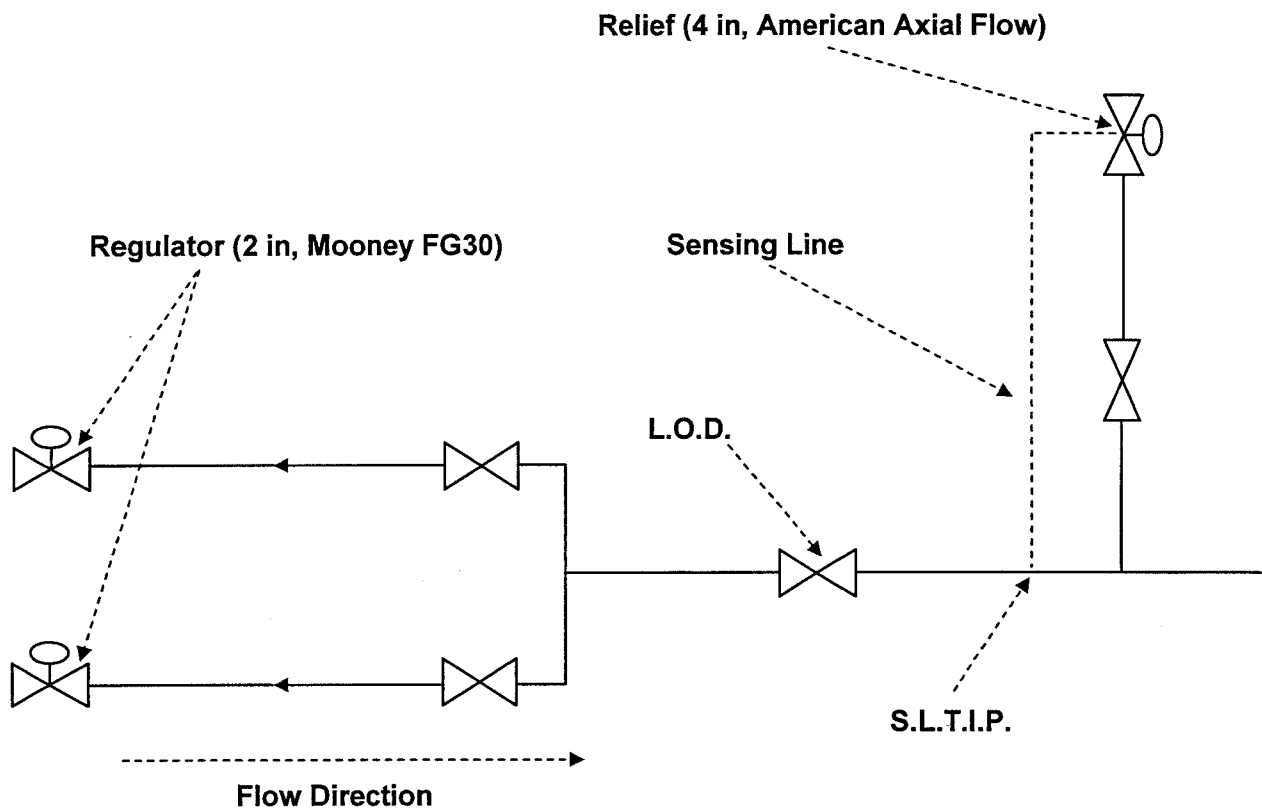 Relief (4 in, American Axial Flow)
Regulator (2 in, Mooney FG30)
Sensing Line
L.O.D.
S.L.T.I.P.
Flow Direction